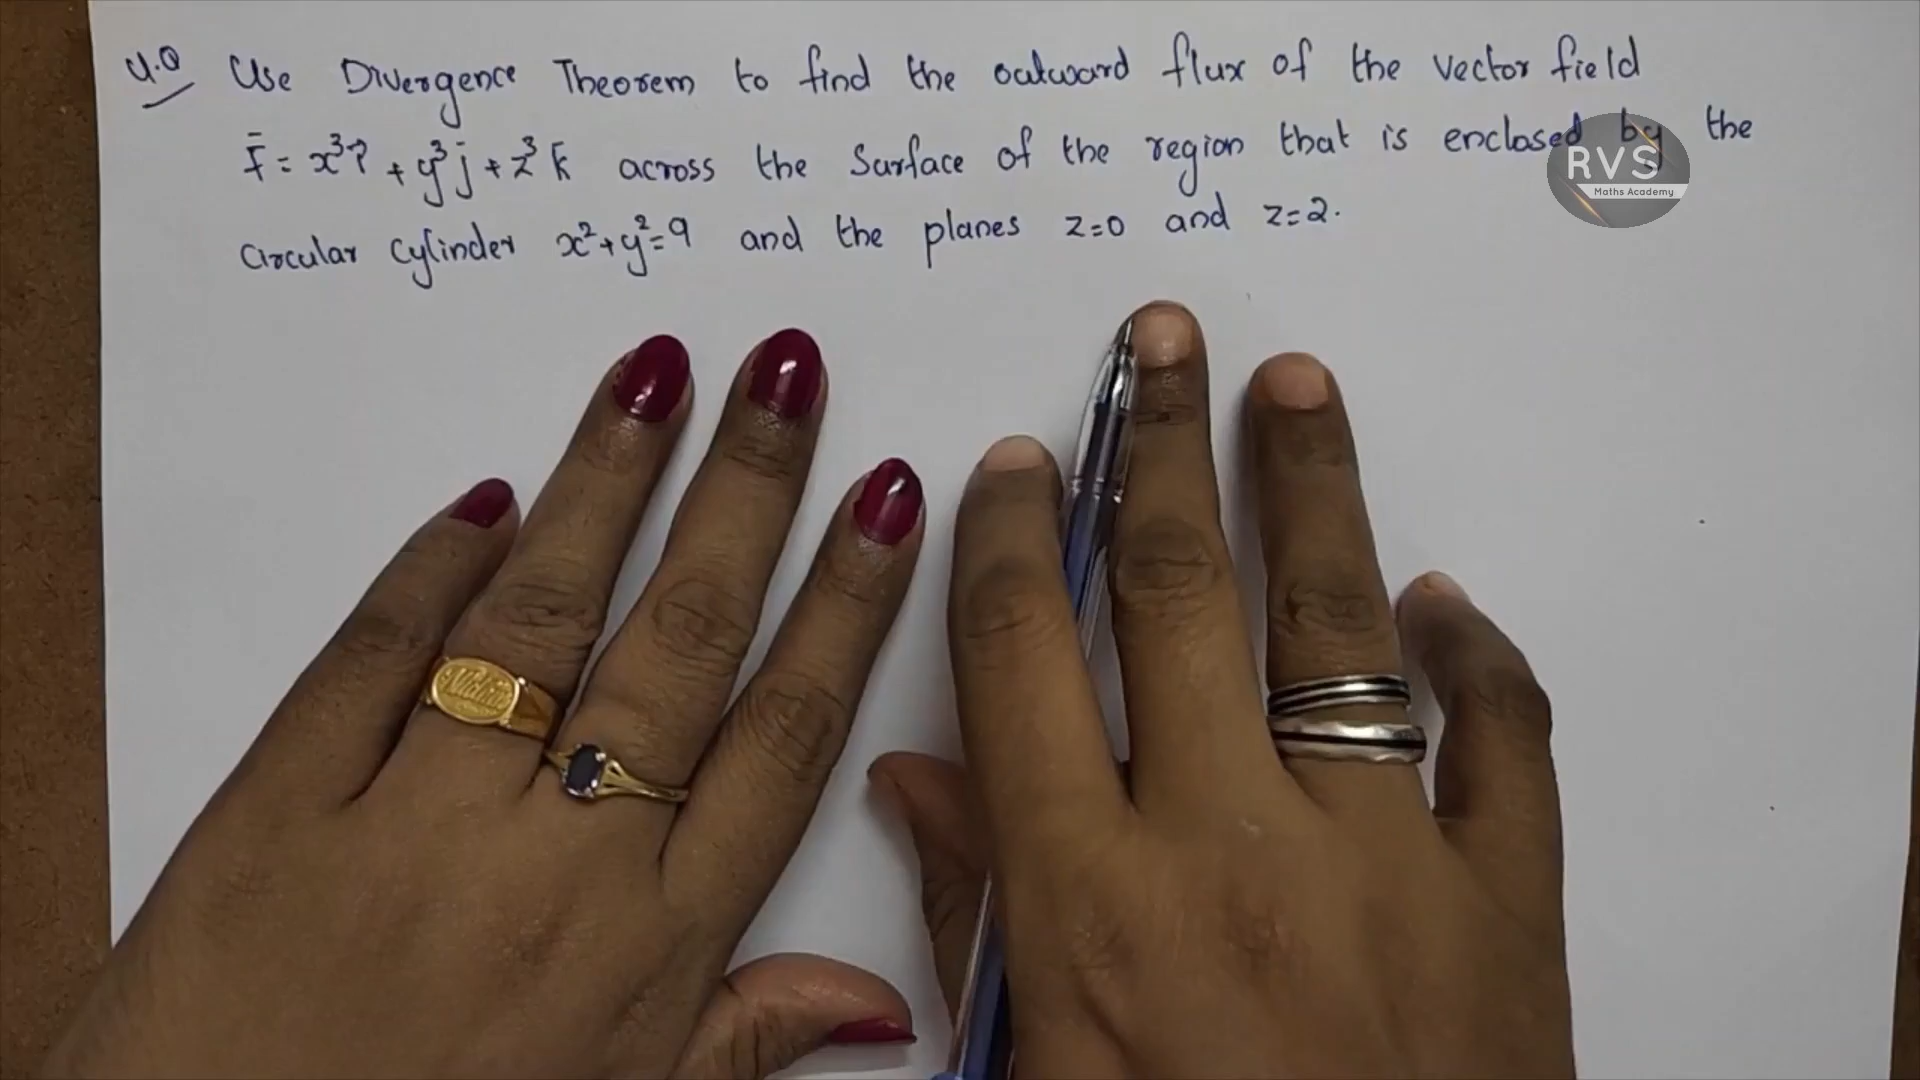 U.Q Use Divergence Theorem to find the outward flux of the vector field
F̄ = x³i + y³j + z³k̄ across the surface of the region that is enclosed by the
circular cylinder x²+y²=9 and the planes z=0 and z=2.
RVS
Maths Academy